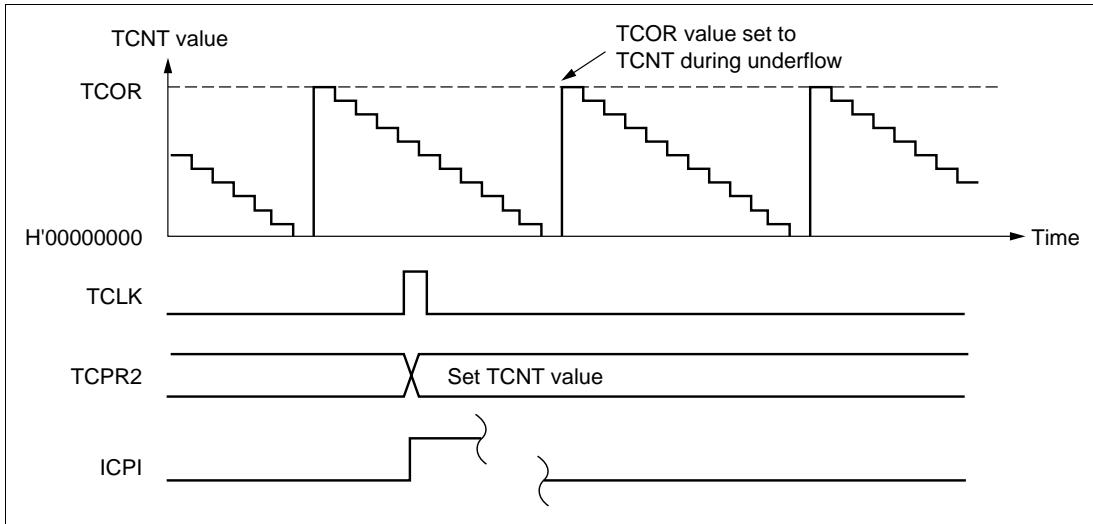 TCNT value
TCOR value set to
TCNT during underflow
TCOR
H'00000000
Time
TCLK
TCPR2
Set TCNT value
ICPI